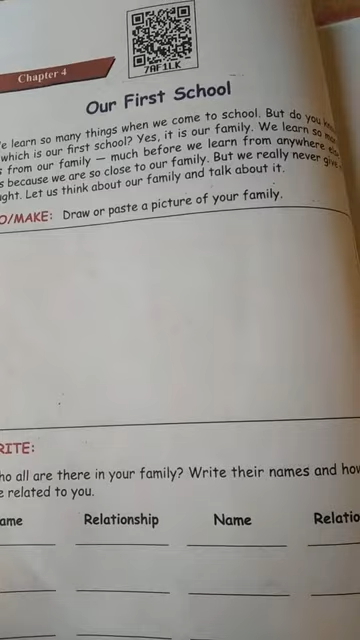 7AF1LK
Chapter 4
Our First School
learn so many things when we come to school. But do you
which is our first school? Yes, it is our family. We learn so
from our family — much before we learn from anywhere
because we are so close to our family. But we really never give
Let us think about our family and talk about it.
O/MAKE: Draw or paste a picture of your family.
RITE:
ho all are there in your family? Write their names and how
related to you.
ame Relationship Name Relatio